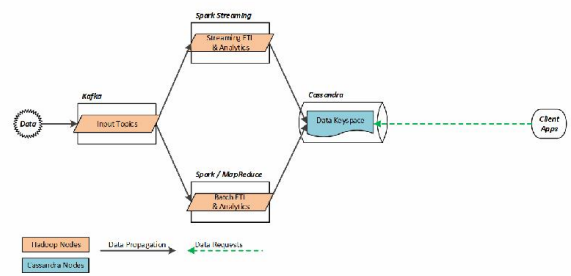 Spark Streaming
Streaming ETL
& Analytics
Kafka
Input Topics
Data
Cassandra
Data Keyspace
Client
Apps
Spark / MapReduce
Batch ETL
& Analytics
Hadoop Nodes
Data Propagation
Data Requests
Cassandra Nodes